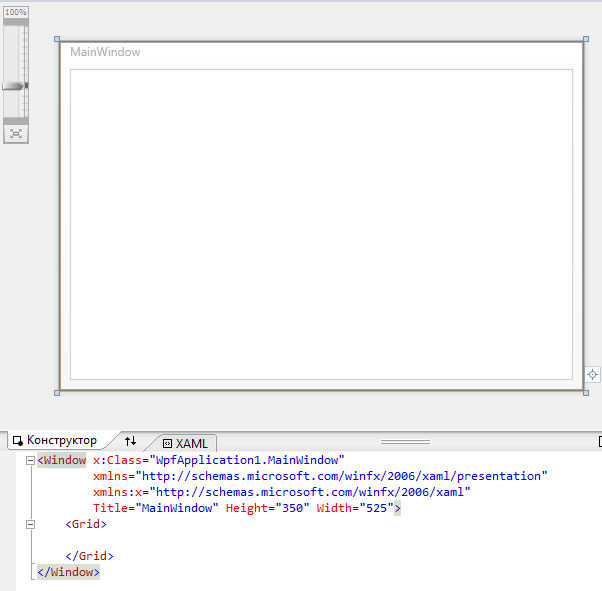 100%
MainWindow
Конструктор
XAML
<Window x:Class="WpfApplication1.MainWindow"
xmlns="http://schemas.microsoft.com/winfx/2006/xaml/presentation"
xmlns:x="http://schemas.microsoft.com/winfx/2006/xaml"
Title="MainWindow" Height="350" Width="525">
<Grid>
</Grid>
</Window>